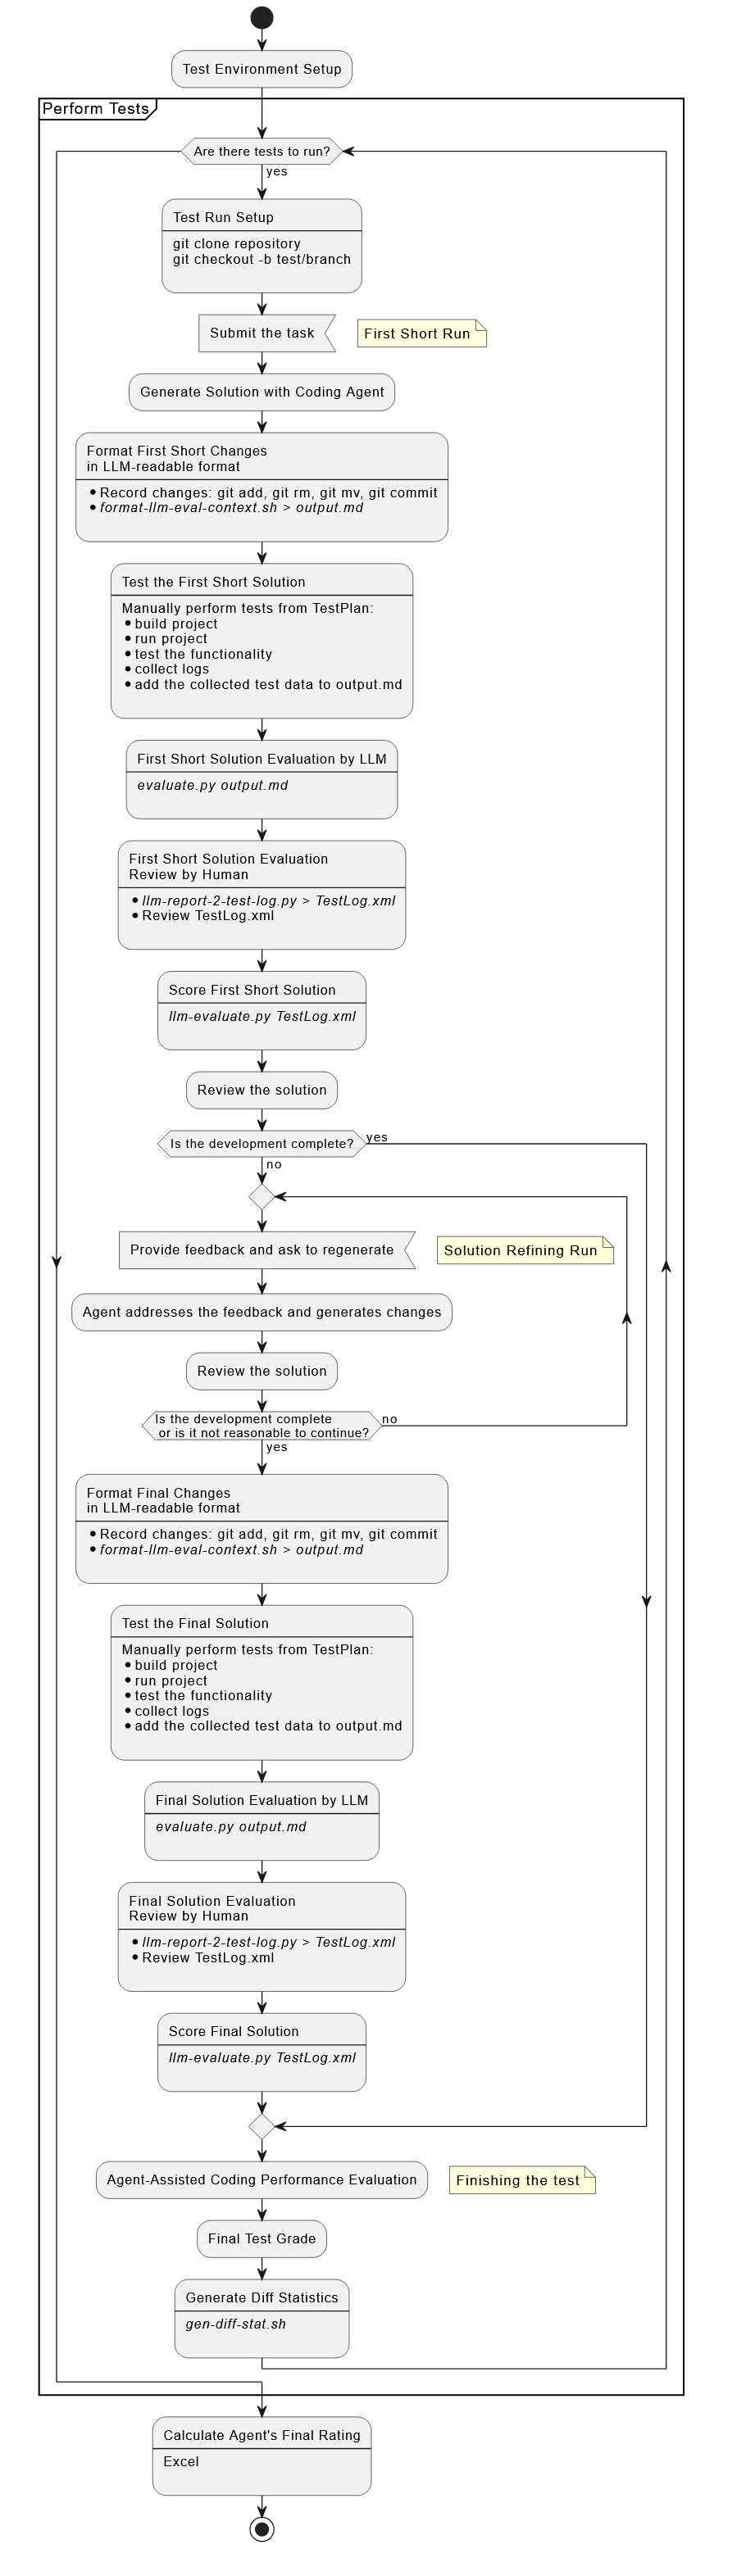 Test Environment Setup
Perform Tests
Are there tests to run?
yes
Test Run Setup
git clone repository
git checkout -b test/branch
Submit the task
First Short Run
Generate Solution with Coding Agent
Format First Short Changes
in LLM-readable format
• Record changes: git add, git rm, git mv, git commit
• format-llm-eval-context.sh > output.md
Test the First Short Solution
Manually perform tests from TestPlan:
• build project
• run project
• test the functionality
• collect logs
• add the collected test data to output.md
First Short Solution Evaluation by LLM
evaluate.py output.md
First Short Solution Evaluation
Review by Human
• llm-report-2-test-log.py > TestLog.xml
• Review TestLog.xml
Score First Short Solution
llm-evaluate.py TestLog.xml
Review the solution
Is the development complete?
yes
no
Provide feedback and ask to regenerate
Solution Refining Run
Agent addresses the feedback and generates changes
Review the solution
Is the development complete
or is it not reasonable to continue?
no
yes
Format Final Changes
in LLM-readable format
• Record changes: git add, git rm, git mv, git commit
• format-llm-eval-context.sh > output.md
Test the Final Solution
Manually perform tests from TestPlan:
• build project
• run project
• test the functionality
• collect logs
• add the collected test data to output.md
Final Solution Evaluation by LLM
evaluate.py output.md
Final Solution Evaluation
Review by Human
• llm-report-2-test-log.py > TestLog.xml
• Review TestLog.xml
Score Final Solution
llm-evaluate.py TestLog.xml
Agent-Assisted Coding Performance Evaluation
Finishing the test
Final Test Grade
Generate Diff Statistics
gen-diff-stat.sh
Calculate Agent's Final Rating
Excel